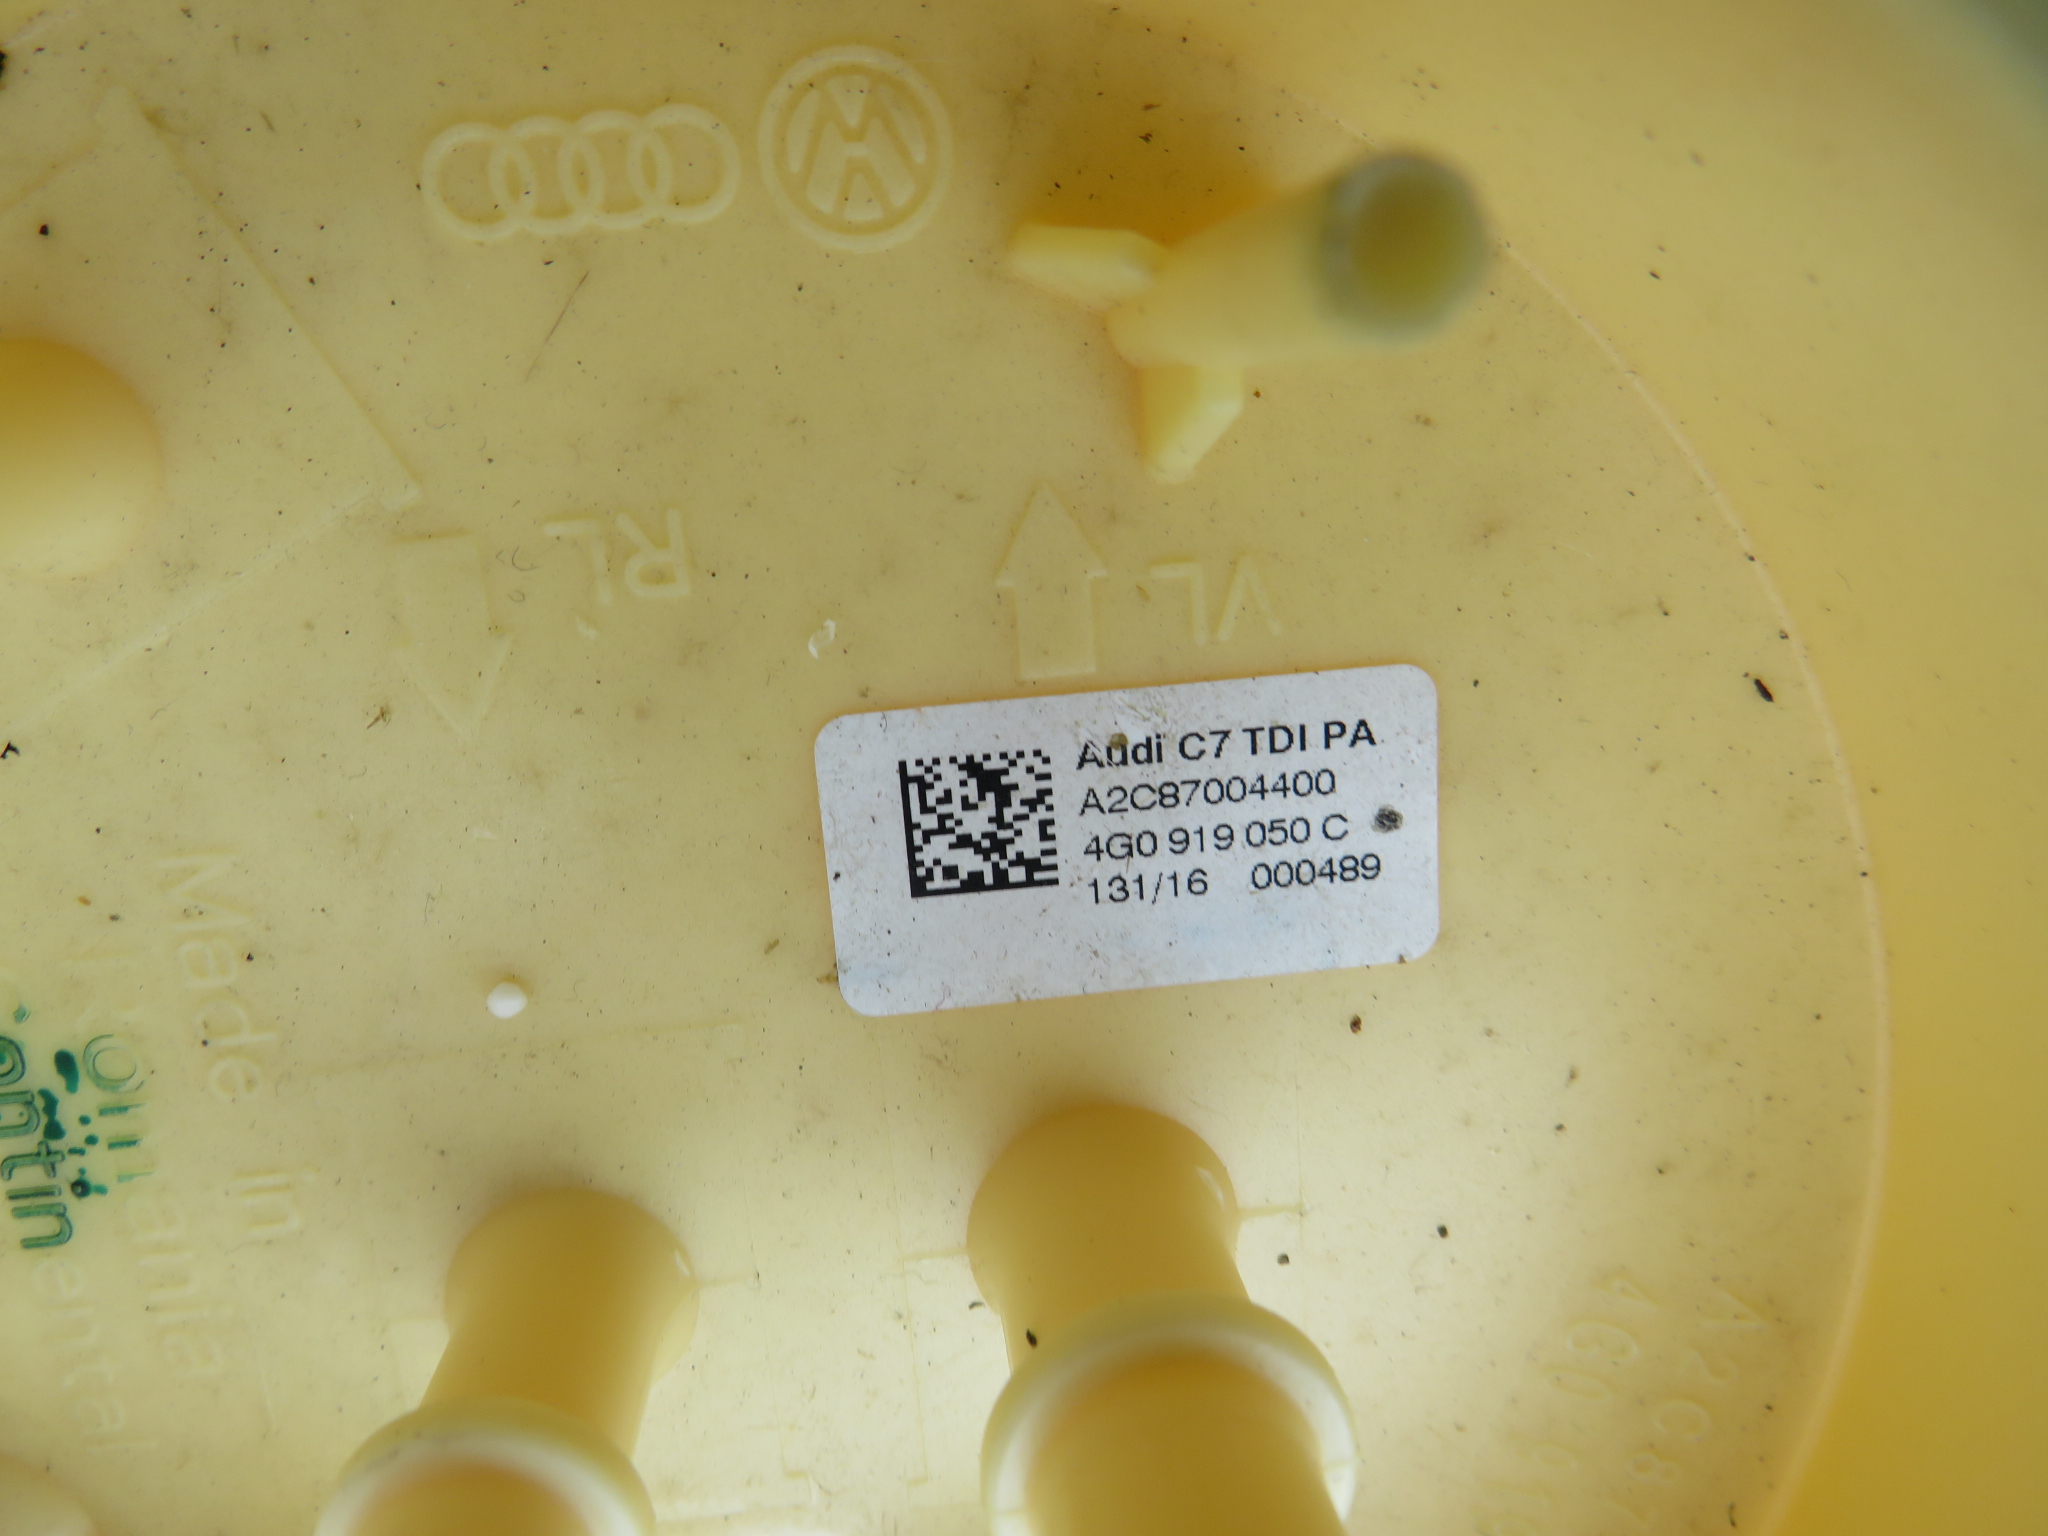 RL
VL
Audi C7 TDI PA
A2C87004400
4G0 919 050 C
131/16 000489
Made in